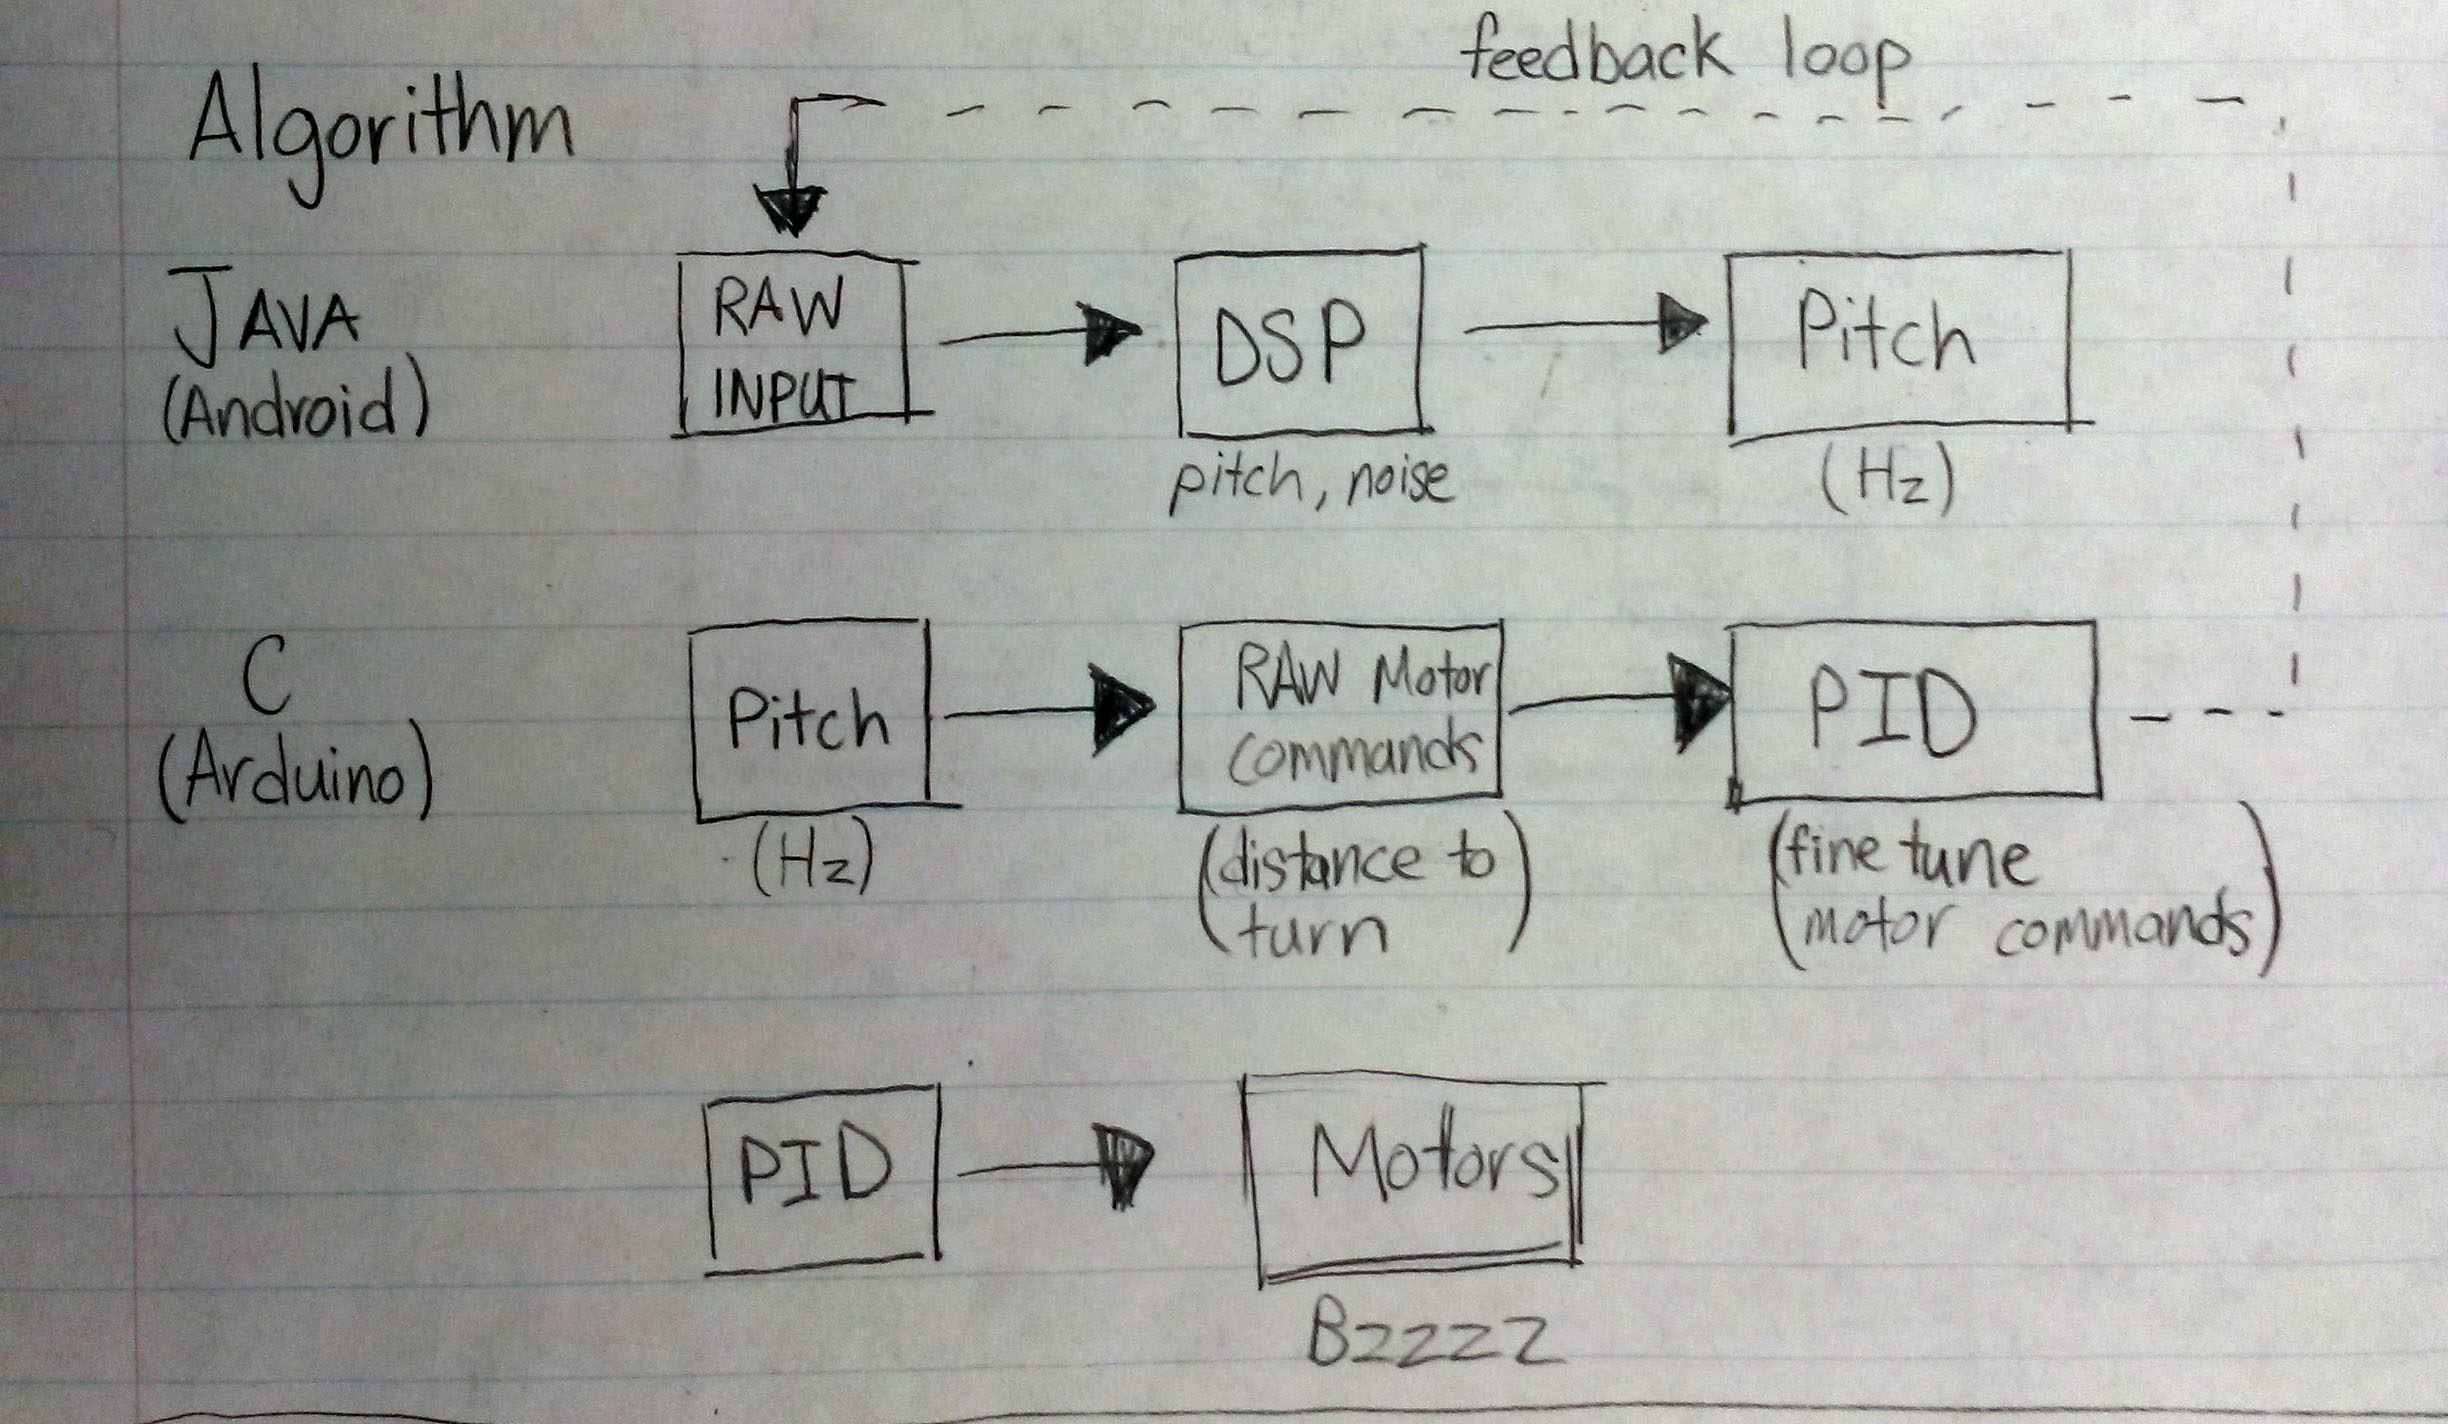 feedback loop
Algorithm
JAVA
(Android)
RAW
INPUT
DSP
pitch, noise
Pitch
(Hz)
C
(Arduino)
Pitch
(Hz)
RAW Motor
commands
(distance to
turn)
PID
(fine tune
motor commands)
PID
Motors
Bzzzz